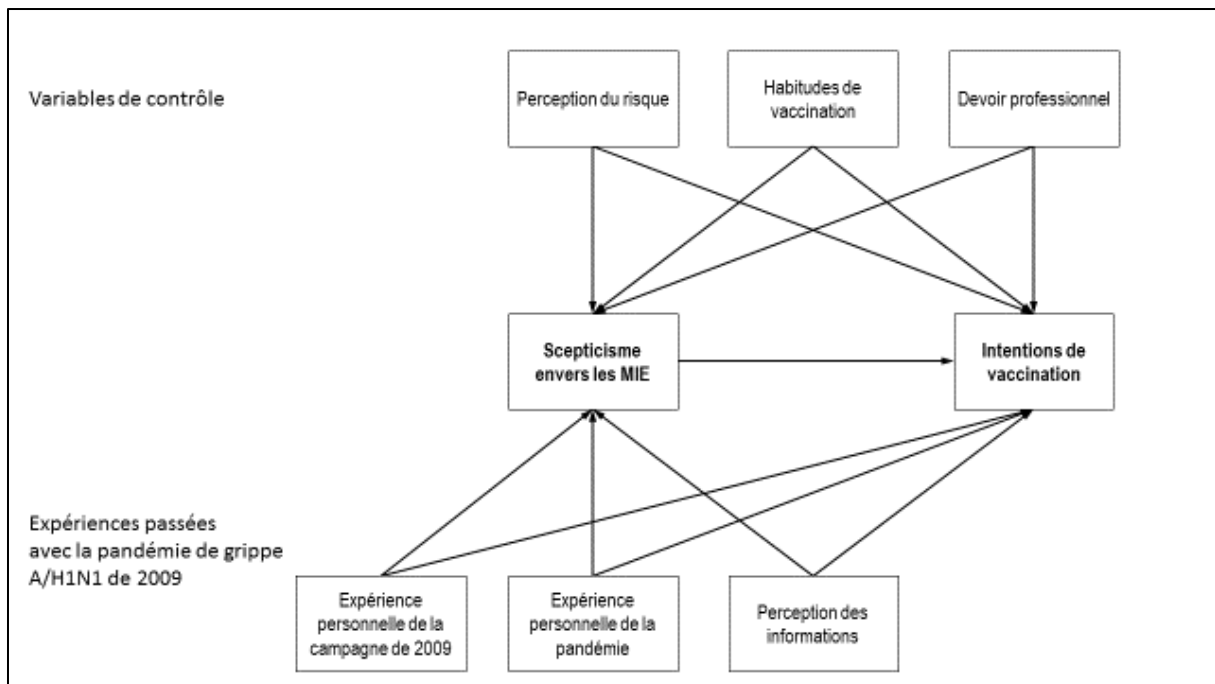 Variables de contrôle
Perception du risque
Habitudes de
vaccination
Devoir professionnel
Scepticisme
envers les MIE
Intentions de
vaccination
Expériences passées
avec la pandémie de grippe
A/H1N1 de 2009
Expérience
personnelle de la
campagne de 2009
Expérience
personnelle de la
pandémie
Perception des
informations